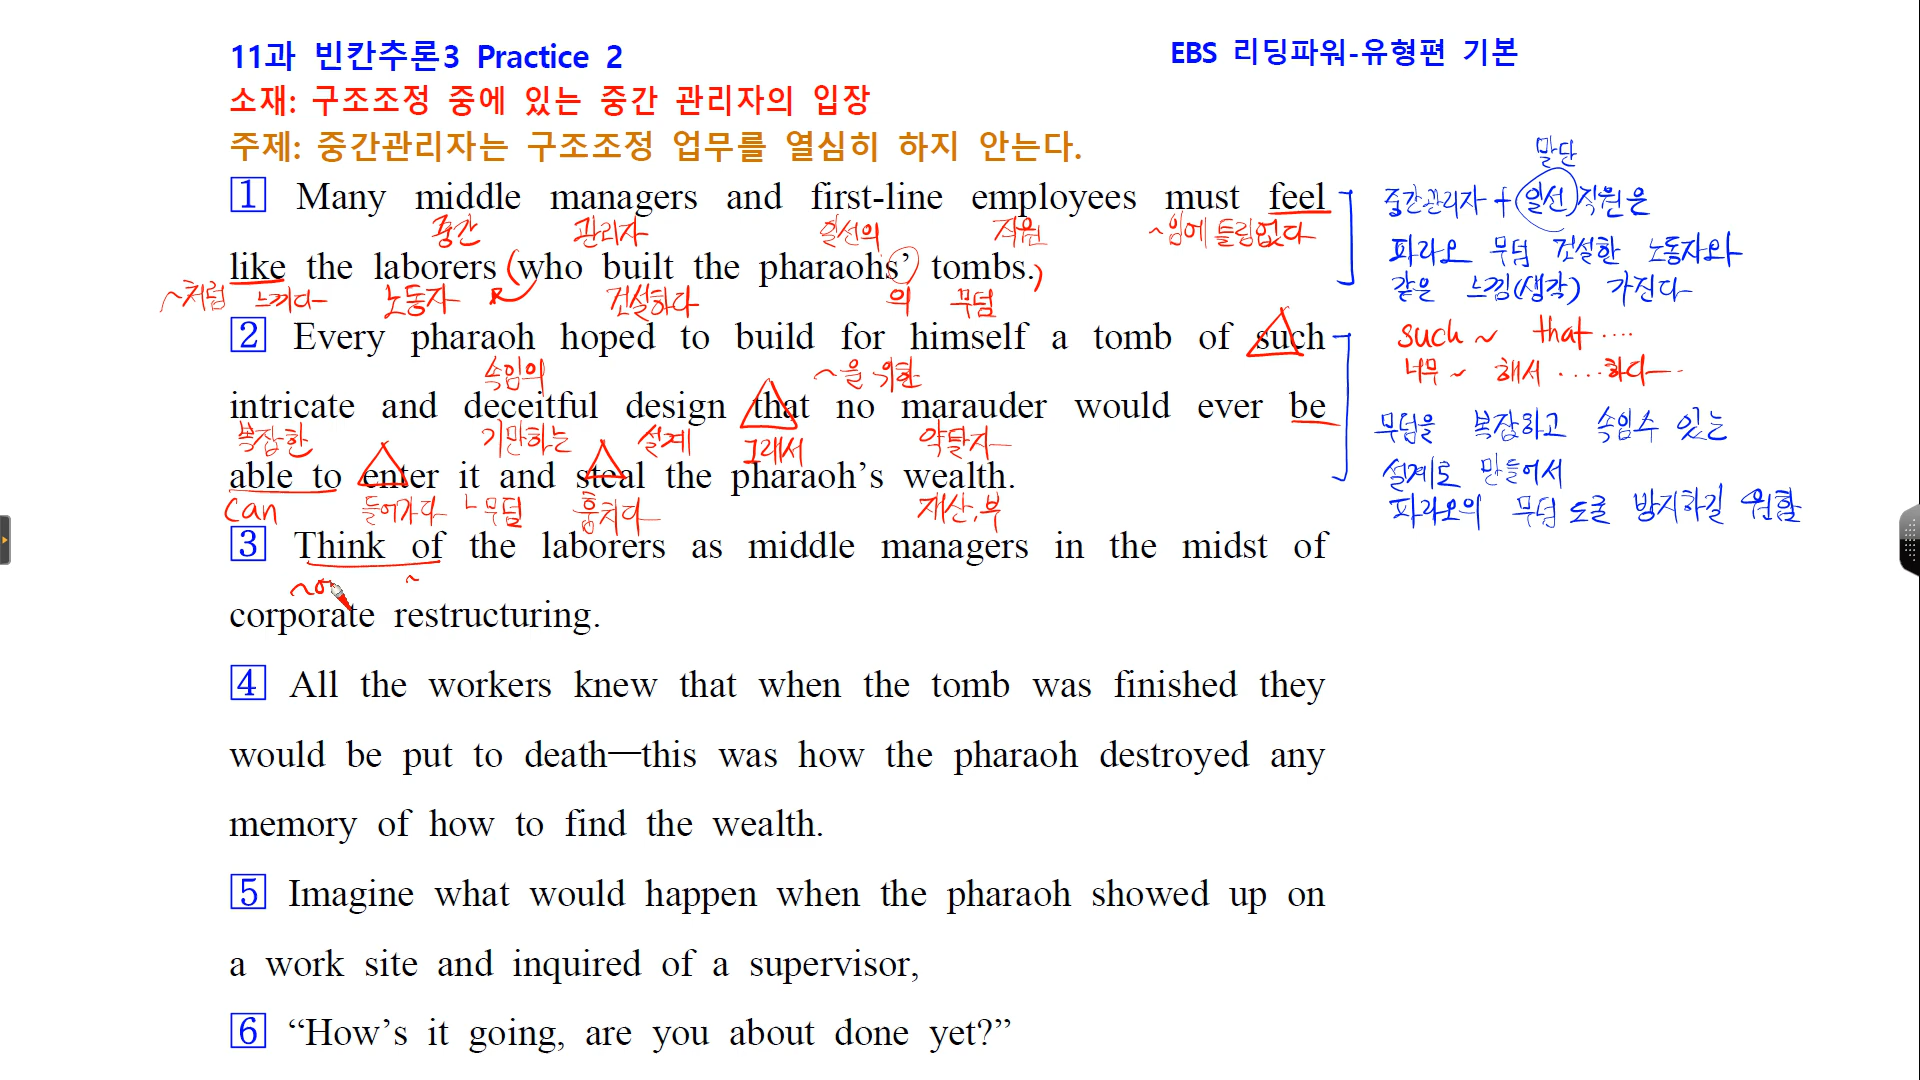 11과 빈칸추론3 Practice 2
EBS 리딩파워-유형편 기본
소재: 구조조정 중에 있는 중간 관리자의 입장
주제: 중간관리자는 구조조정 업무를 열심히 하지 안는다.
말단
1 Many middle managers and first-line employees must feel
중간 관리자 일선의 직원 ~임에 틀림없다
중간관리자 + 일선 직원은
like the laborers (who built the pharaohs' tombs.)
~처럼 느끼다 노동자 건설하다 의 무덤
파라오 무덤 건설한 노동자와
같은 느낌(생각) 가진다
2 Every pharaoh hoped to build for himself a tomb of such
속임의 ~을 위한
such ~ that ....
너무 ~ 해서 ....하다
intricate and deceitful design that no marauder would ever be
복잡한 기만하는 설계 그래서 약탈자
무덤을 복잡하고 속임수 있는
able to enter it and steal the pharaoh's wealth.
can 들어가다 무덤 훔치다 재산,부
설계로 만들어서
파라오의 무덤 도굴 방지하길 원함
3 Think of the laborers as middle managers in the midst of
~
corporate restructuring.
4 All the workers knew that when the tomb was finished they
would be put to death—this was how the pharaoh destroyed any
memory of how to find the wealth.
5 Imagine what would happen when the pharaoh showed up on
a work site and inquired of a supervisor,
6 “How's it going, are you about done yet?”